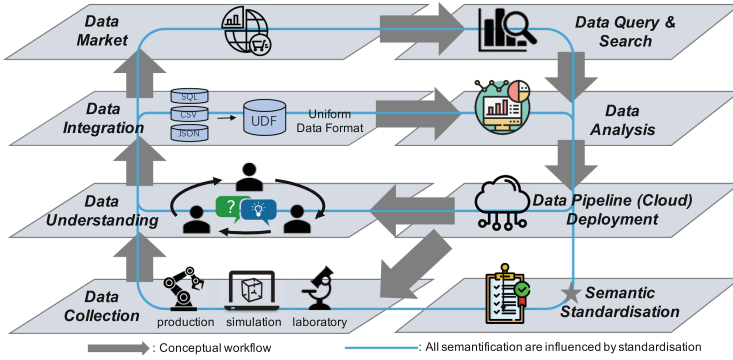 Data
Market
Data Query &
Search
Data
Integration
SQL
CSV
JSON
UDF
Uniform
Data Format
Data
Analysis
Data
Understanding
?
Data Pipeline (Cloud)
Deployment
Data
Collection
production
simulation
laboratory
Semantic
Standardisation
: Conceptual workflow
: All semantification are influenced by standardisation